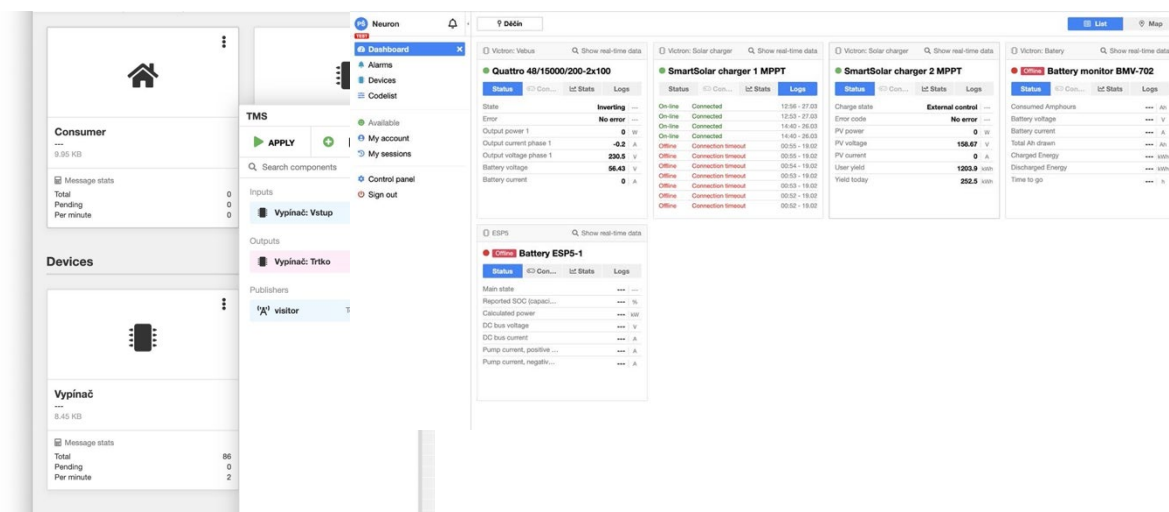 Consumer
---
9.95 KB
Message stats
Total 0
Pending 0
Per minute 0
Devices
Vypínač
---
8.45 KB
Message stats
Total 86
Pending 0
Per minute 2
TMS
APPLY
Search components
Inputs
Vypínač: Vstup
Outputs
Vypínač: Trtko
Publishers
visitor
PŠ Neuron
TEST
Dashboard
Alarms
Devices
Codelist
Available
My account
My sessions
Control panel
Sign out
Děčín
List Map
Victron: Vebus Show real-time data
Quattro 48/15000/200-2x100
Status Con... Stats Logs
State Inverting ---
Error No error ---
Output power 1 0 W
Output current phase 1 -0.2 A
Output voltage phase 1 230.5 V
Battery voltage 56.43 V
Battery current 0 A
Victron: Solar charger Show real-time data
SmartSolar charger 1 MPPT
Status Con... Stats Logs
On-line Connected 12:56 - 27.03
On-line Connected 12:53 - 27.03
On-line Connected 14:40 - 26.03
On-line Connected 14:40 - 26.03
Offline Connection timeout 00:55 - 19.02
Offline Connection timeout 00:55 - 19.02
Offline Connection timeout 00:54 - 19.02
Offline Connection timeout 00:53 - 19.02
Offline Connection timeout 00:53 - 19.02
Offline Connection timeout 00:52 - 19.02
Offline Connection timeout 00:52 - 19.02
Victron: Solar charger Show real-time data
SmartSolar charger 2 MPPT
Status Con... Stats Logs
Charge state External control ---
Error code No error ---
PV power 0 W
PV voltage 158.67 V
PV current 0 A
User yield 1203.9 kWh
Yield today 252.5 kWh
Victron: Batery Show real-time data
Offline Battery monitor BMV-702
Status Con... Stats Logs
Consumed Amphours --- Ah
Battery voltage --- V
Battery current --- A
Total Ah drawn --- Ah
Charged Energy --- kWh
Discharged Energy --- kWh
Time to go --- h
ESP5 Show real-time data
Offline Battery ESP5-1
Status Con... Stats Logs
Main state --- ---
Reported SOC (capaci... --- %
Calculated power --- kW
DC bus voltage --- V
DC bus current --- A
Pump current, positive ... --- A
Pump current, negativ... --- A